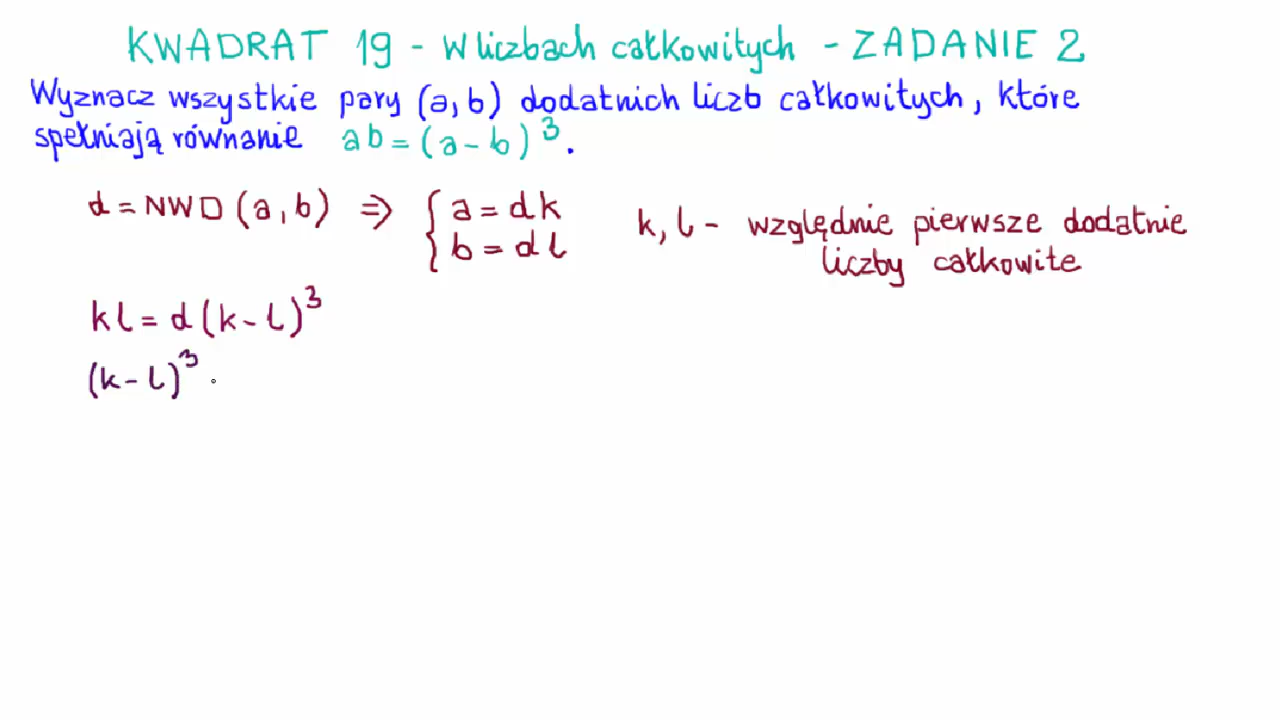 KWADRAT 19 - W liczbach całkowitych - ZADANIE 2
Wyznacz wszystkie pary (a, b) dodatnich liczb całkowitych, które
spełniają równanie ab = (a - b)³.
d = NWD (a, b) ⇒ { a = dk
b = dl
k, l - względnie pierwsze dodatnie
liczby całkowite
kl = d (k - l)³
(k - l)³